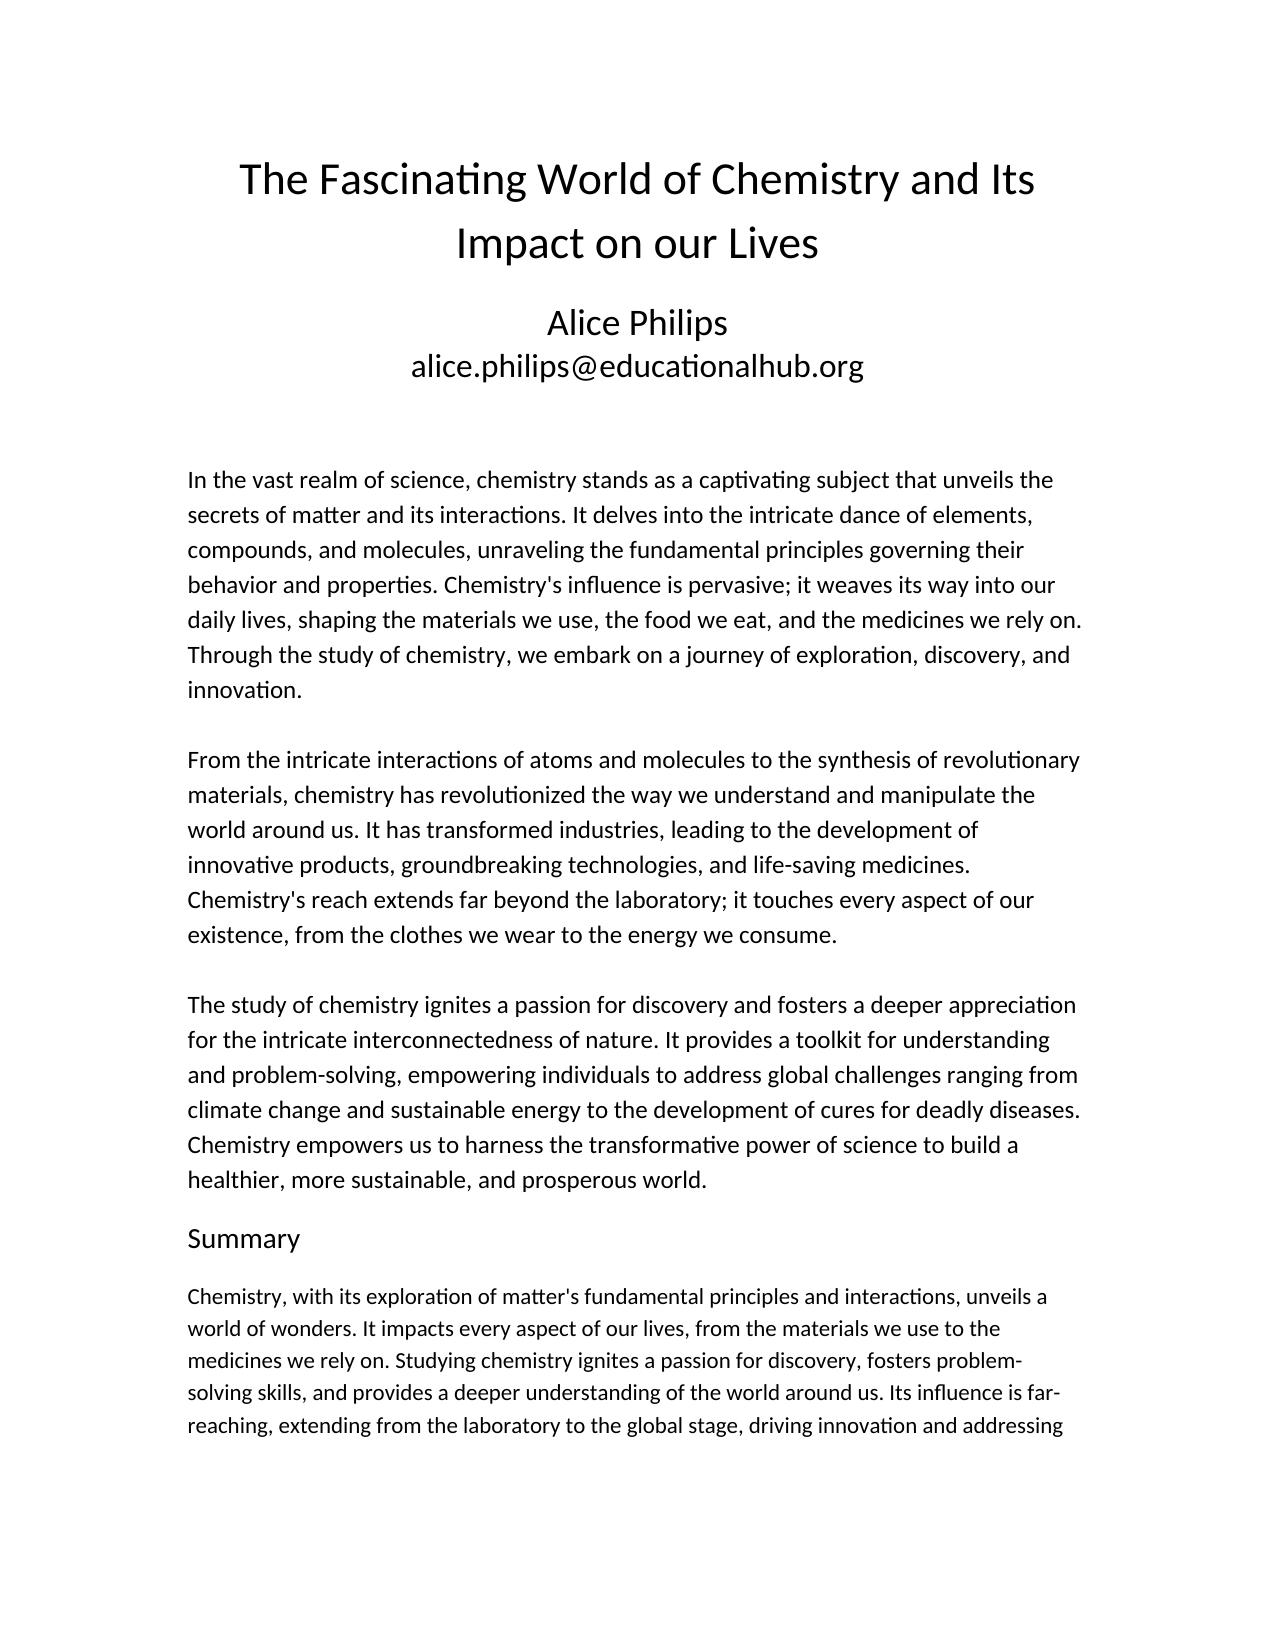 The Fascinating World of Chemistry and Its
Impact on our Lives
Alice Philips
alice.philips@educationalhub.org
In the vast realm of science, chemistry stands as a captivating subject that unveils the
secrets of matter and its interactions. It delves into the intricate dance of elements,
compounds, and molecules, unraveling the fundamental principles governing their
behavior and properties. Chemistry's influence is pervasive; it weaves its way into our
daily lives, shaping the materials we use, the food we eat, and the medicines we rely on.
Through the study of chemistry, we embark on a journey of exploration, discovery, and
innovation.
From the intricate interactions of atoms and molecules to the synthesis of revolutionary
materials, chemistry has revolutionized the way we understand and manipulate the
world around us. It has transformed industries, leading to the development of
innovative products, groundbreaking technologies, and life-saving medicines.
Chemistry's reach extends far beyond the laboratory; it touches every aspect of our
existence, from the clothes we wear to the energy we consume.
The study of chemistry ignites a passion for discovery and fosters a deeper appreciation
for the intricate interconnectedness of nature. It provides a toolkit for understanding
and problem-solving, empowering individuals to address global challenges ranging from
climate change and sustainable energy to the development of cures for deadly diseases.
Chemistry empowers us to harness the transformative power of science to build a
healthier, more sustainable, and prosperous world.
Summary
Chemistry, with its exploration of matter's fundamental principles and interactions, unveils a
world of wonders. It impacts every aspect of our lives, from the materials we use to the
medicines we rely on. Studying chemistry ignites a passion for discovery, fosters problem-
solving skills, and provides a deeper understanding of the world around us. Its influence is far-
reaching, extending from the laboratory to the global stage, driving innovation and addressing